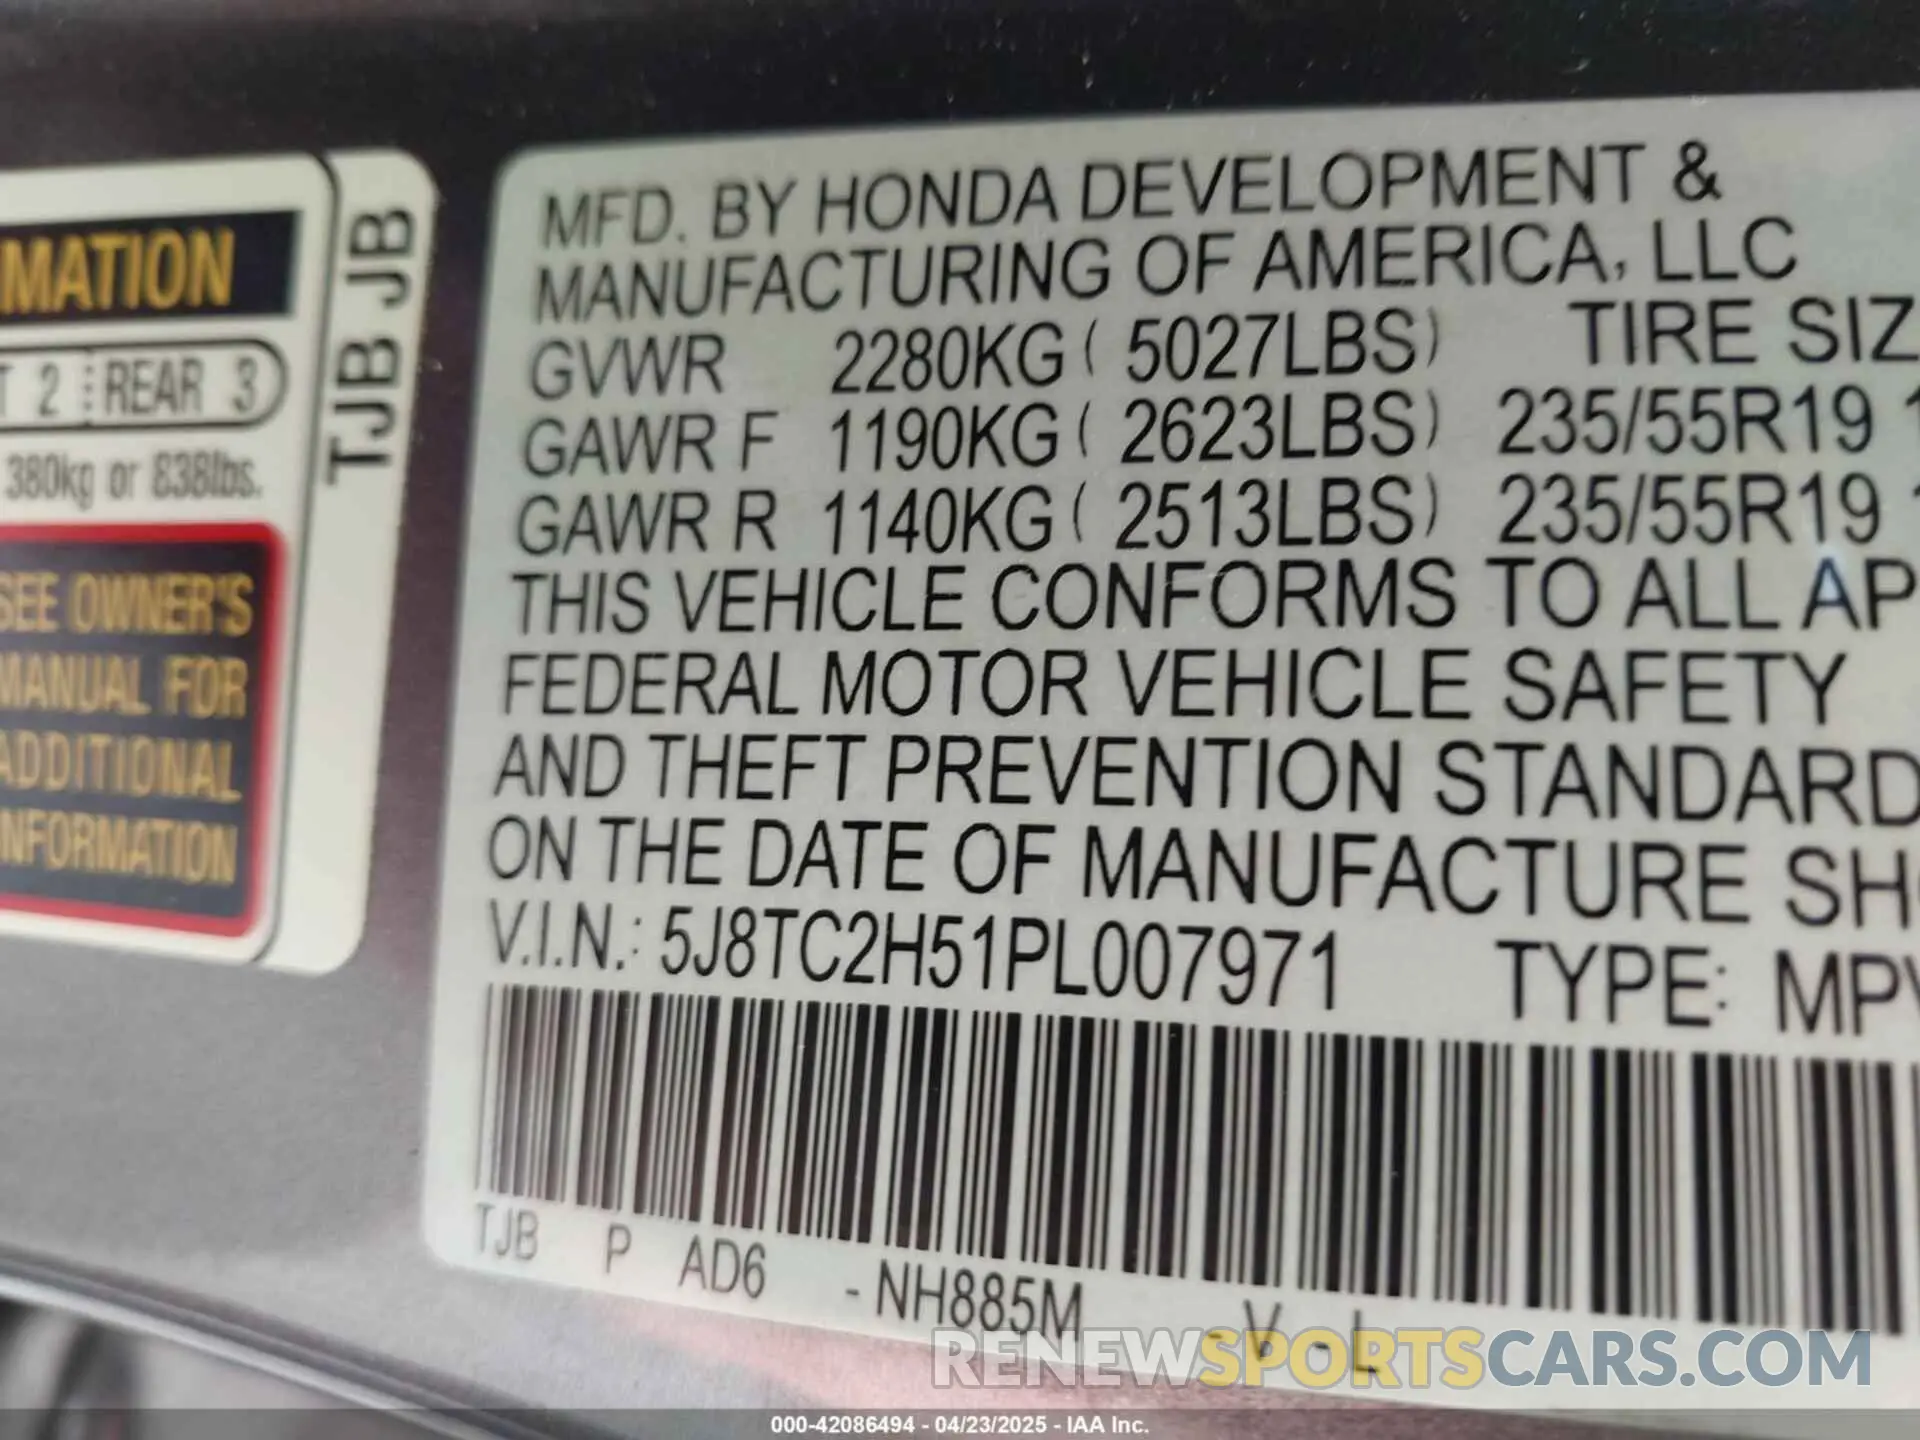 MATION
T 2 REAR 3
380kg or 838lbs.
SEE OWNER'S
MANUAL FOR
ADDITIONAL
INFORMATION
TJB JB
MFD. BY HONDA DEVELOPMENT &
MANUFACTURING OF AMERICA, LLC
GVWR 2280KG ( 5027LBS) TIRE SIZ
GAWR F 1190KG ( 2623LBS) 235/55R19 1
GAWR R 1140KG ( 2513LBS) 235/55R19 1
THIS VEHICLE CONFORMS TO ALL AP
FEDERAL MOTOR VEHICLE SAFETY
AND THEFT PREVENTION STANDARD
ON THE DATE OF MANUFACTURE SH
V.I.N.: 5J8TC2H51PL007971 TYPE: MPV
TJB P AD6 -NH885M -V -L
RENEWSPORTSCARS.COM
000-42086494 - 04/23/2025 - IAA Inc.